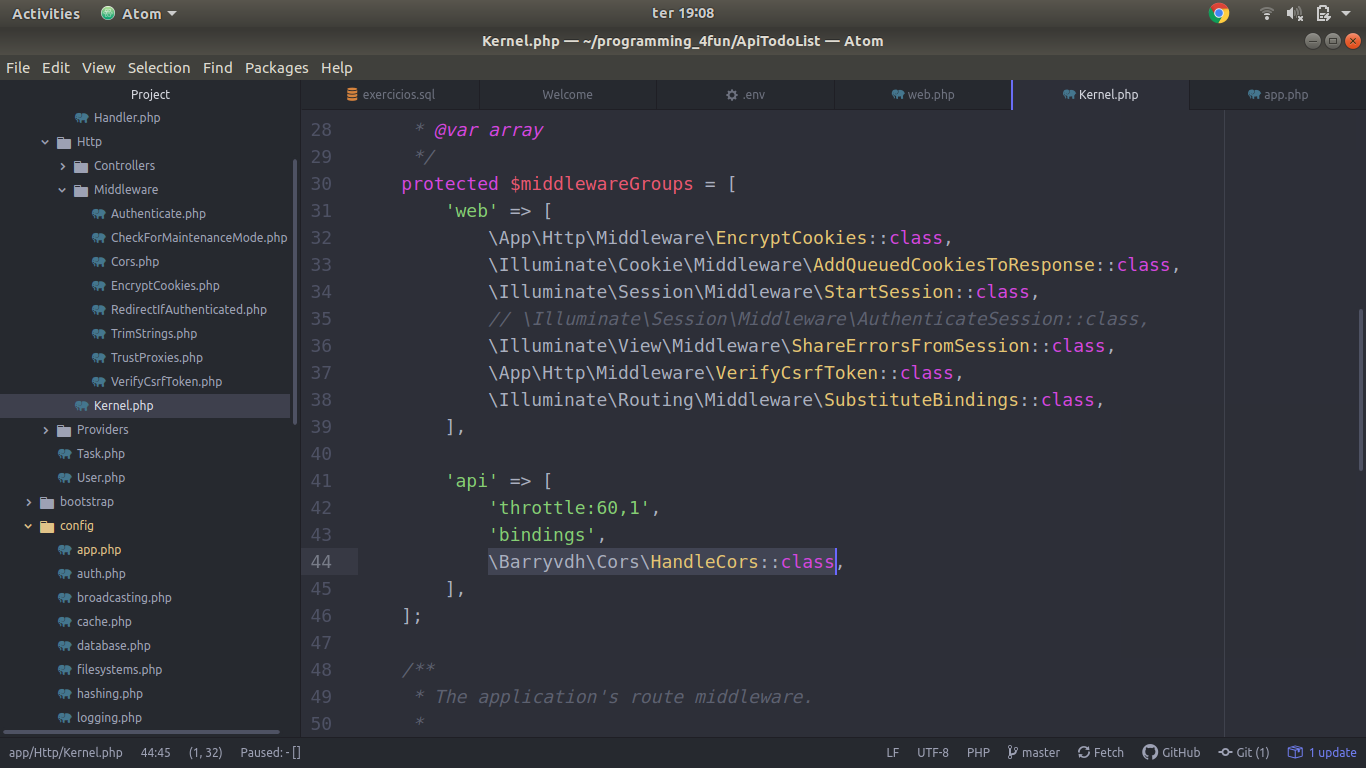 Activities Atom ter 19:08
Kernel.php — ~/programming_4fun/ApiTodoList — Atom
File Edit View Selection Find Packages Help
Project
Handler.php
Http
Controllers
Middleware
Authenticate.php
CheckForMaintenanceMode.php
Cors.php
EncryptCookies.php
RedirectIfAuthenticated.php
TrimStrings.php
TrustProxies.php
VerifyCsrfToken.php
Kernel.php
Providers
Task.php
User.php
bootstrap
config
app.php
auth.php
broadcasting.php
cache.php
database.php
filesystems.php
hashing.php
logging.php
exercicios.sql Welcome .env web.php Kernel.php app.php
28 * @var array
29 */
30 protected $middlewareGroups = [
31 'web' => [
32 \App\Http\Middleware\EncryptCookies::class,
33 \Illuminate\Cookie\Middleware\AddQueuedCookiesToResponse::class,
34 \Illuminate\Session\Middleware\StartSession::class,
35 // \Illuminate\Session\Middleware\AuthenticateSession::class,
36 \Illuminate\View\Middleware\ShareErrorsFromSession::class,
37 \App\Http\Middleware\VerifyCsrfToken::class,
38 \Illuminate\Routing\Middleware\SubstituteBindings::class,
39 ],
40
41 'api' => [
42 'throttle:60,1',
43 'bindings',
44 \Barryvdh\Cors\HandleCors::class,
45 ],
46 ];
47
48 /**
49 * The application's route middleware.
50 *
app/Http/Kernel.php 44:45 (1, 32) Paused: - [] LF UTF-8 PHP master Fetch GitHub Git (1) 1 update